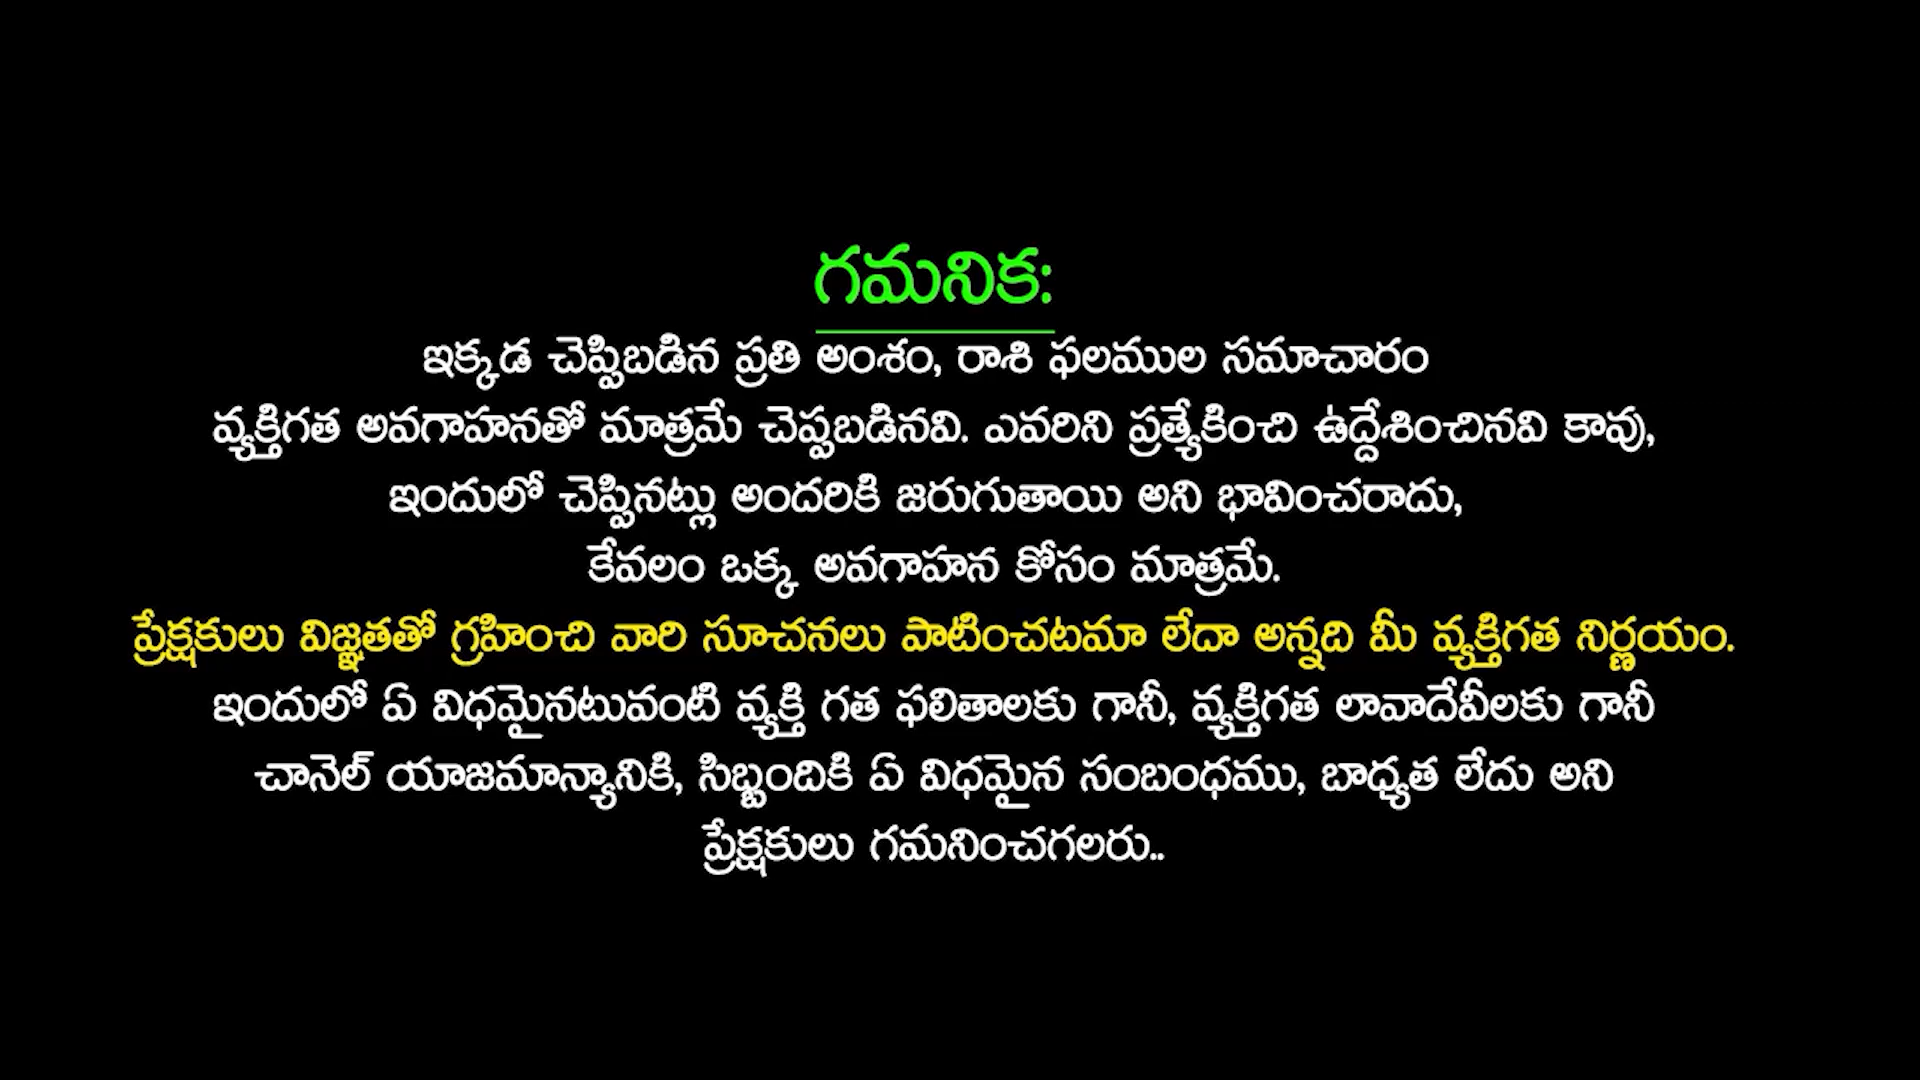 గమనిక:
ఇక్కడ చెప్పిబడిన ప్రతి అంశం, రాశి ఫలముల సమాచారం
వ్యక్తిగత అవగాహనతో మాత్రమే చెప్పబడినవి. ఎవరిని ప్రత్యేకించి ఉద్దేశించినవి కావు,
ఇందులో చెప్పినట్లు అందరికి జరుగుతాయి అని భావించరాదు,
కేవలం ఒక్క అవగాహన కోసం మాత్రమే.
ప్రేక్షకులు విజ్ఞతతో గ్రహించి వారి సూచనలు పాటించటమా లేదా అన్నది మీ వ్యక్తిగత నిర్ణయం.
ఇందులో ఏ విధమైనటువంటి వ్యక్తి గత ఫలితాలకు గానీ, వ్యక్తిగత లావాదేవీలకు గానీ
చానెల్ యాజమాన్యానికి, సిబ్బందికి ఏ విధమైన సంబంధము, బాధ్యత లేదు అని
ప్రేక్షకులు గమనించగలరు..